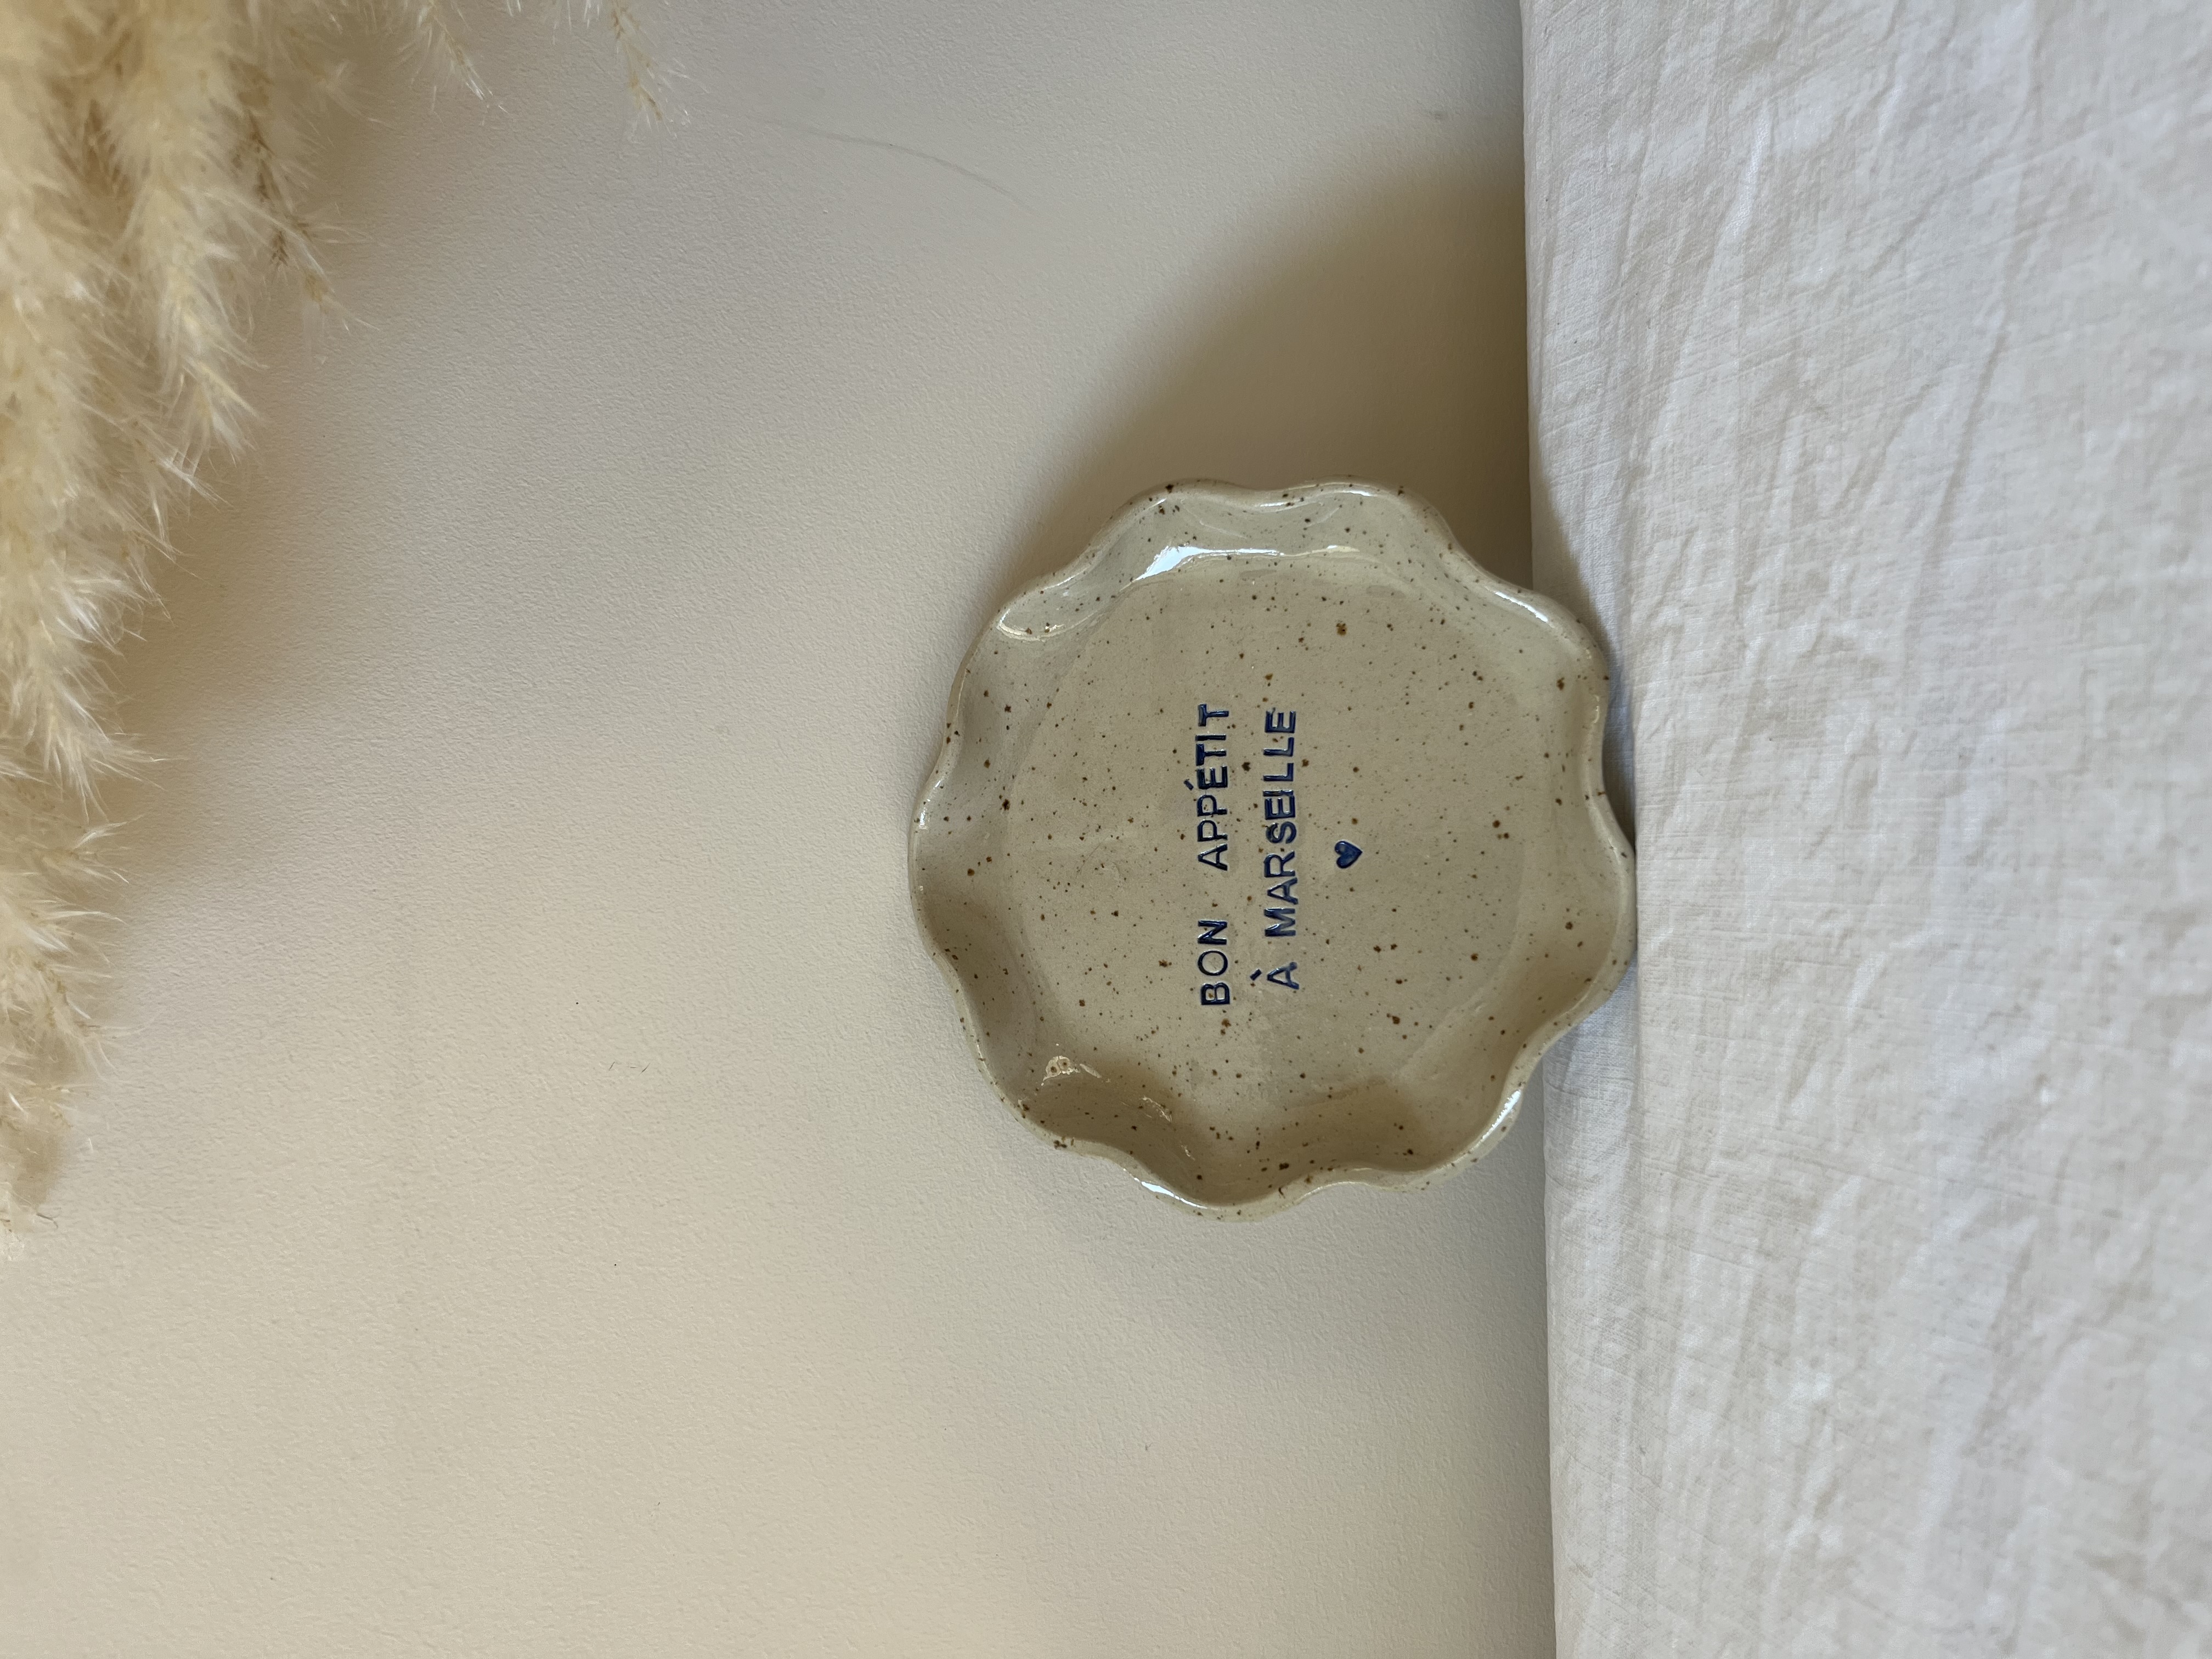 BON APPÉTIT
À MARSEILLE